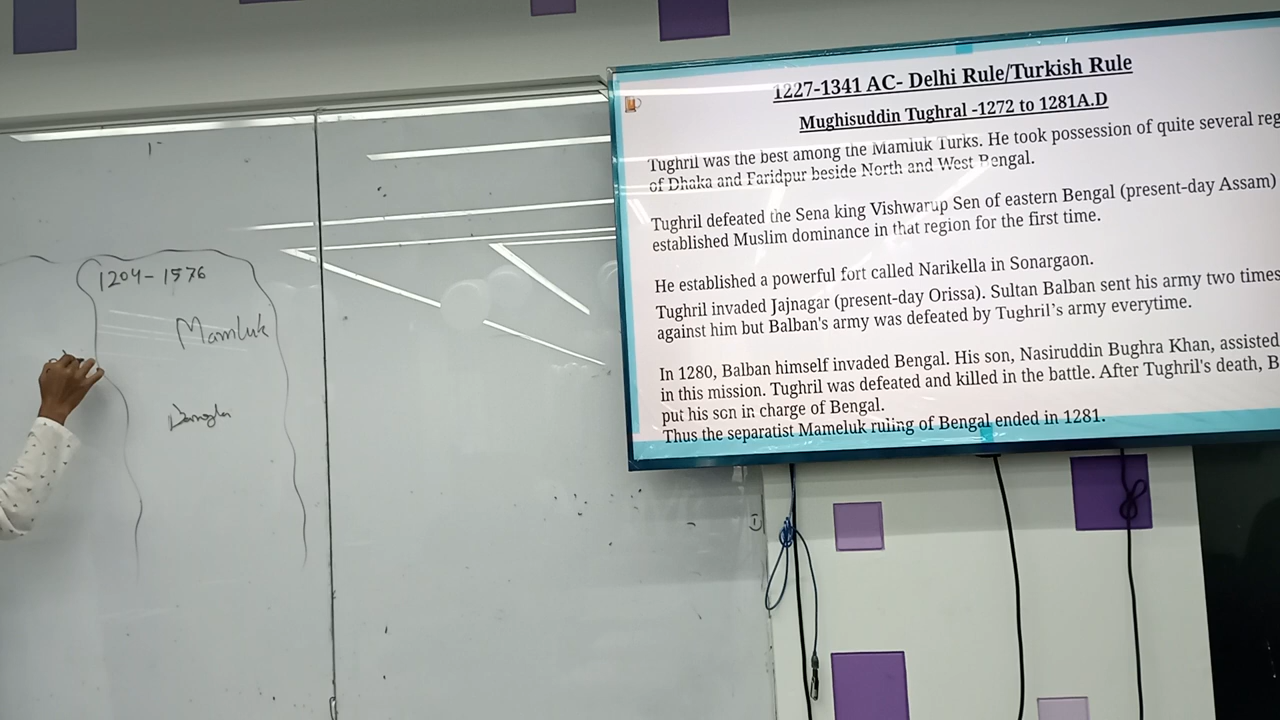 1204-1576
Mamluk
1227-1341 AC- Delhi Rule/Turkish Rule
Mughisuddin Tughral -1272 to 1281A.D
Tughril was the best among the Mamluk Turks. He took possession of quite several reg
of Dhaka and Faridpur beside North and West Bengal.
Tughril defeated the Sena king Vishwarup Sen of eastern Bengal (present-day Assam)
established Muslim dominance in that region for the first time.
He established a powerful fort called Narikella in Sonargaon.
Tughril invaded Jajnagar (present-day Orissa). Sultan Balban sent his army two times
against him but Balban's army was defeated by Tughril's army everytime.
In 1280, Balban himself invaded Bengal. His son, Nasiruddin Bughra Khan, assisted
in this mission. Tughril was defeated and killed in the battle. After Tughril's death, B
put his son in charge of Bengal.
Thus the separatist Mameluk ruling of Bengal ended in 1281.